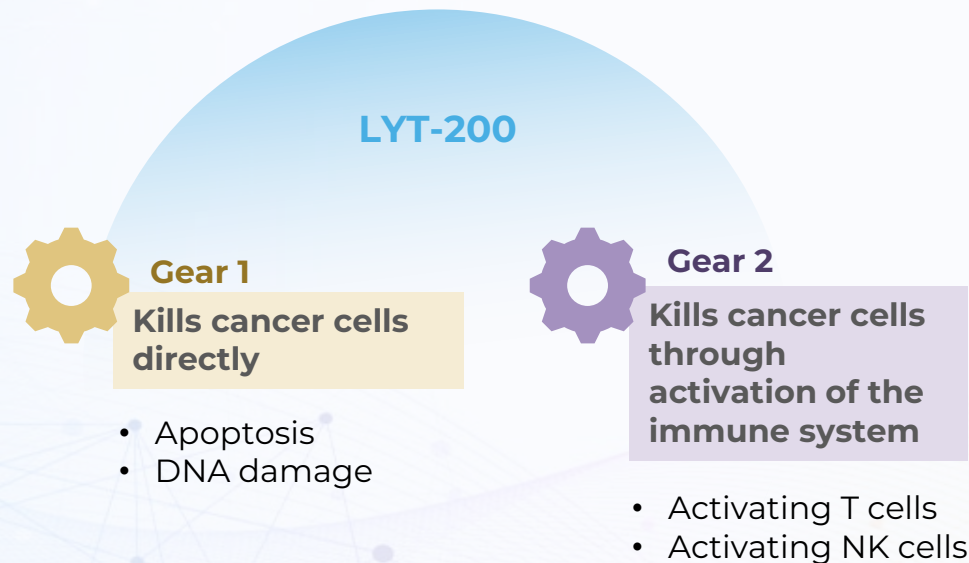 LYT-200
Gear 1
Kills cancer cells
directly
• Apoptosis
• DNA damage
Gear 2
Kills cancer cells
through
activation of the
immune system
• Activating T cells
• Activating NK cells